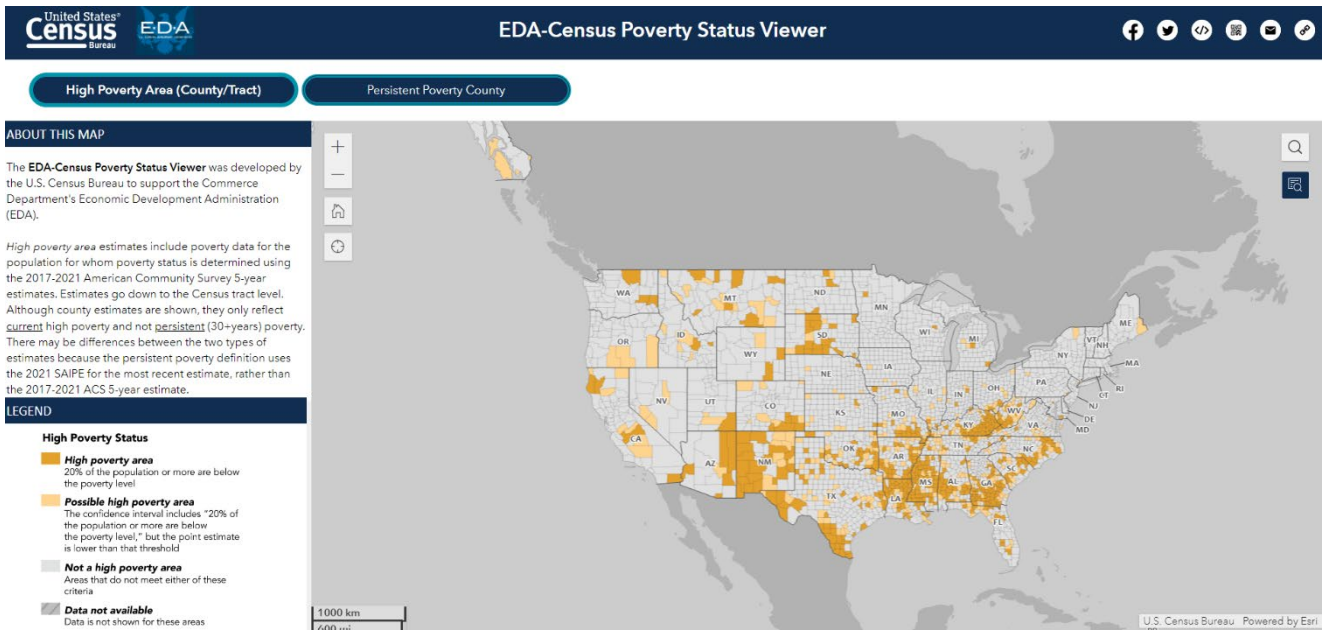 United States®
Census
Bureau
E·D·A
EDA-Census Poverty Status Viewer
High Poverty Area (County/Tract)
Persistent Poverty County
ABOUT THIS MAP
The EDA-Census Poverty Status Viewer was developed by
the U.S. Census Bureau to support the Commerce
Department's Economic Development Administration
(EDA).
High poverty area estimates include poverty data for the
population for whom poverty status is determined using
the 2017-2021 American Community Survey 5-year
estimates. Estimates go down to the Census tract level.
Although county estimates are shown, they only reflect
current high poverty and not persistent (30+years) poverty.
There may be differences between the two types of
estimates because the persistent poverty definition uses
the 2021 SAIPE for the most recent estimate, rather than
the 2017-2021 ACS 5-year estimate.
LEGEND
High Poverty Status
High poverty area
20% of the population or more are below
the poverty level
Possible high poverty area
The confidence interval includes "20% of
the population or more are below
the poverty level," but the point estimate
is lower than that threshold
Not a high poverty area
Areas that do not meet either of these
criteria
Data not available
Data is not shown for these areas
WA
MT
ND
MN
ME
OR
ID
SD
WI
MI
VT
NH
NY
MA
WY
NE
IA
PA
RI
CT
NJ
NV
UT
CO
KS
MO
IL
IN
OH
WV
DE
MD
CA
KY
VA
AZ
NM
OK
AR
TN
NC
SC
MS
AL
GA
TX
LA
FL
1000 km
600 mi
U.S. Census Bureau Powered by Esri